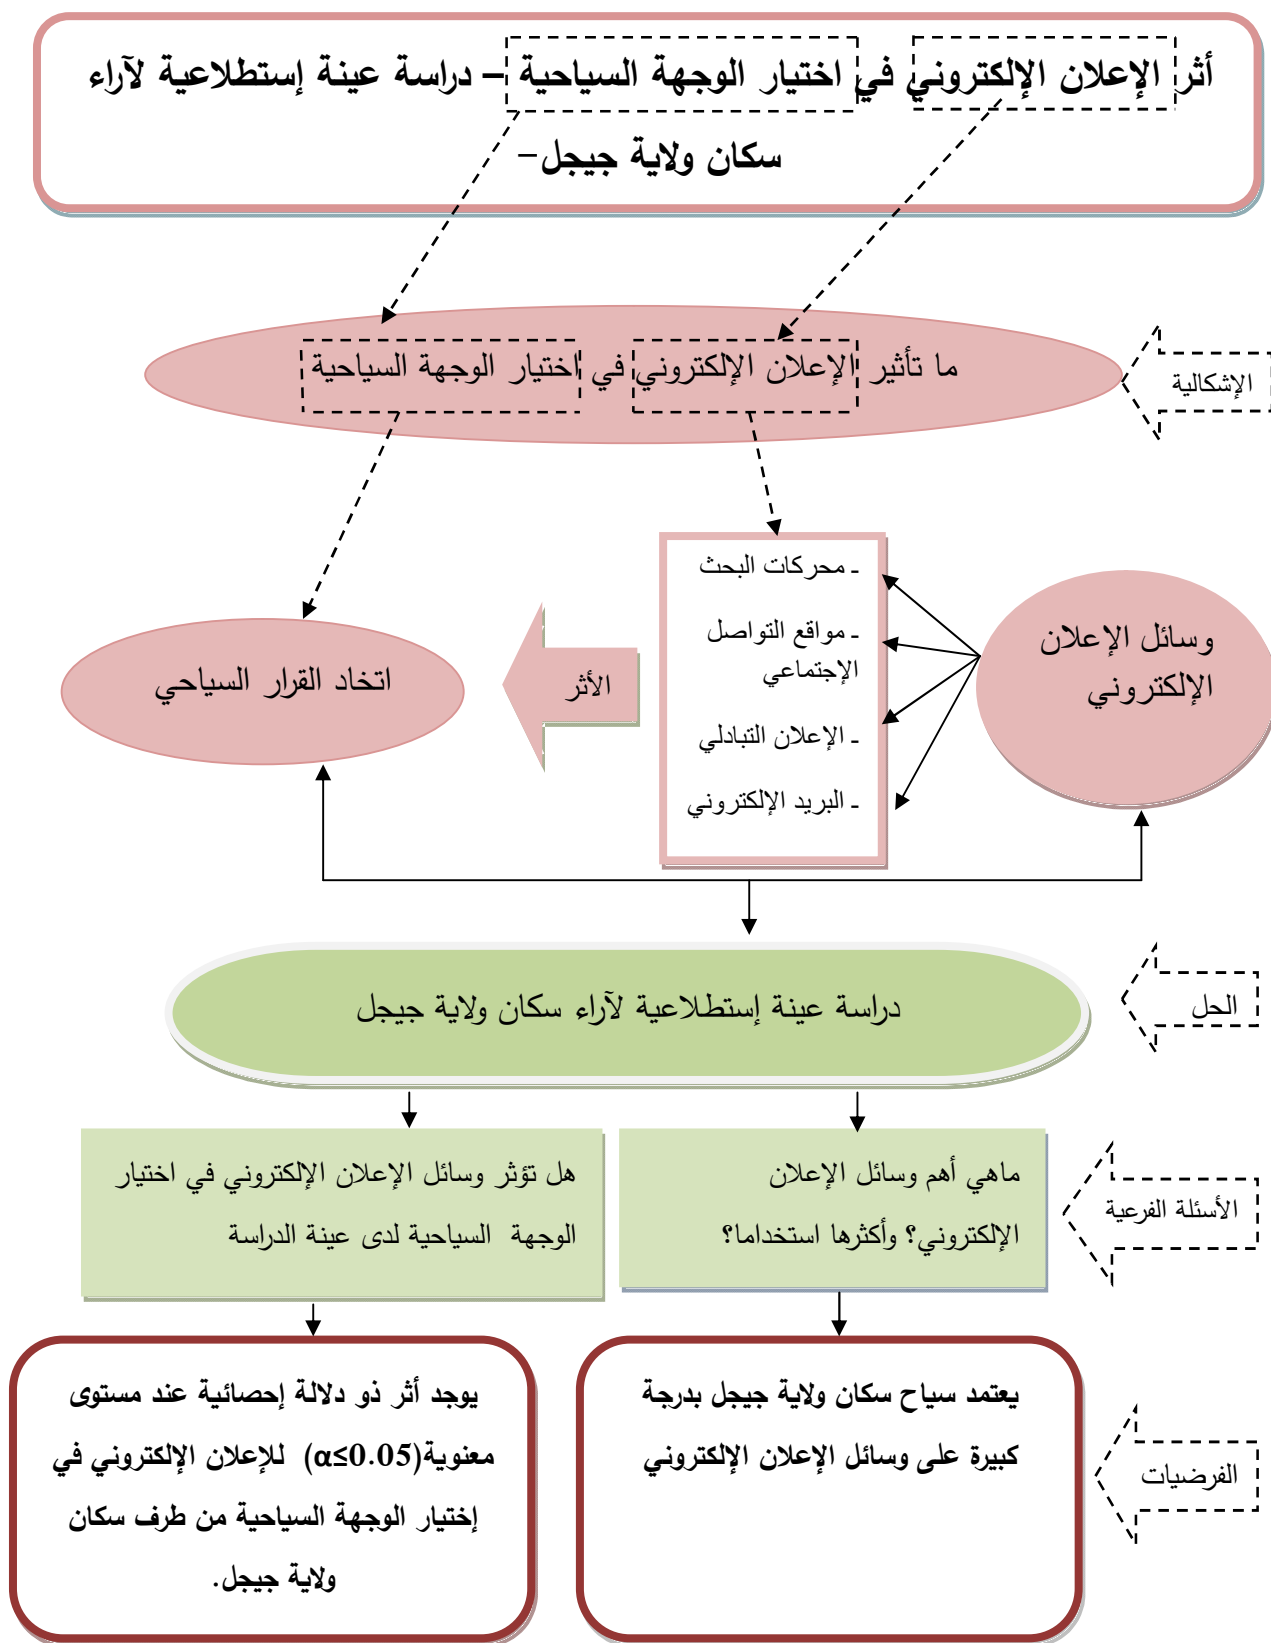 أثر الإعلان الإلكتروني في اختيار الوجهة السياحية – دراسة عينة إستطلاعية لآراء
سكان ولاية جيجل–
ما تأثير الإعلان الإلكتروني في اختيار الوجهة السياحية
الإشكالية
وسائل الإعلان
الإلكتروني
- محركات البحث
- مواقع التواصل
الإجتماعي
- الإعلان التبادلي
- البريد الإلكتروني
الأثر
اتخاد القرار السياحي
دراسة عينة إستطلاعية لآراء سكان ولاية جيجل
الحل
الأسئلة الفرعية
ماهي أهم وسائل الإعلان
الإلكتروني؟ وأكثرها استخداما؟
هل تؤثر وسائل الإعلان الإلكتروني في اختيار
الوجهة السياحية لدى عينة الدراسة
الفرضيات
يعتمد سياح سكان ولاية جيجل بدرجة
كبيرة على وسائل الإعلان الإلكتروني
يوجد أثر ذو دلالة إحصائية عند مستوى
معنوية(α≤0.05) للإعلان الإلكتروني في
إختيار الوجهة السياحية من طرف سكان
ولاية جيجل.